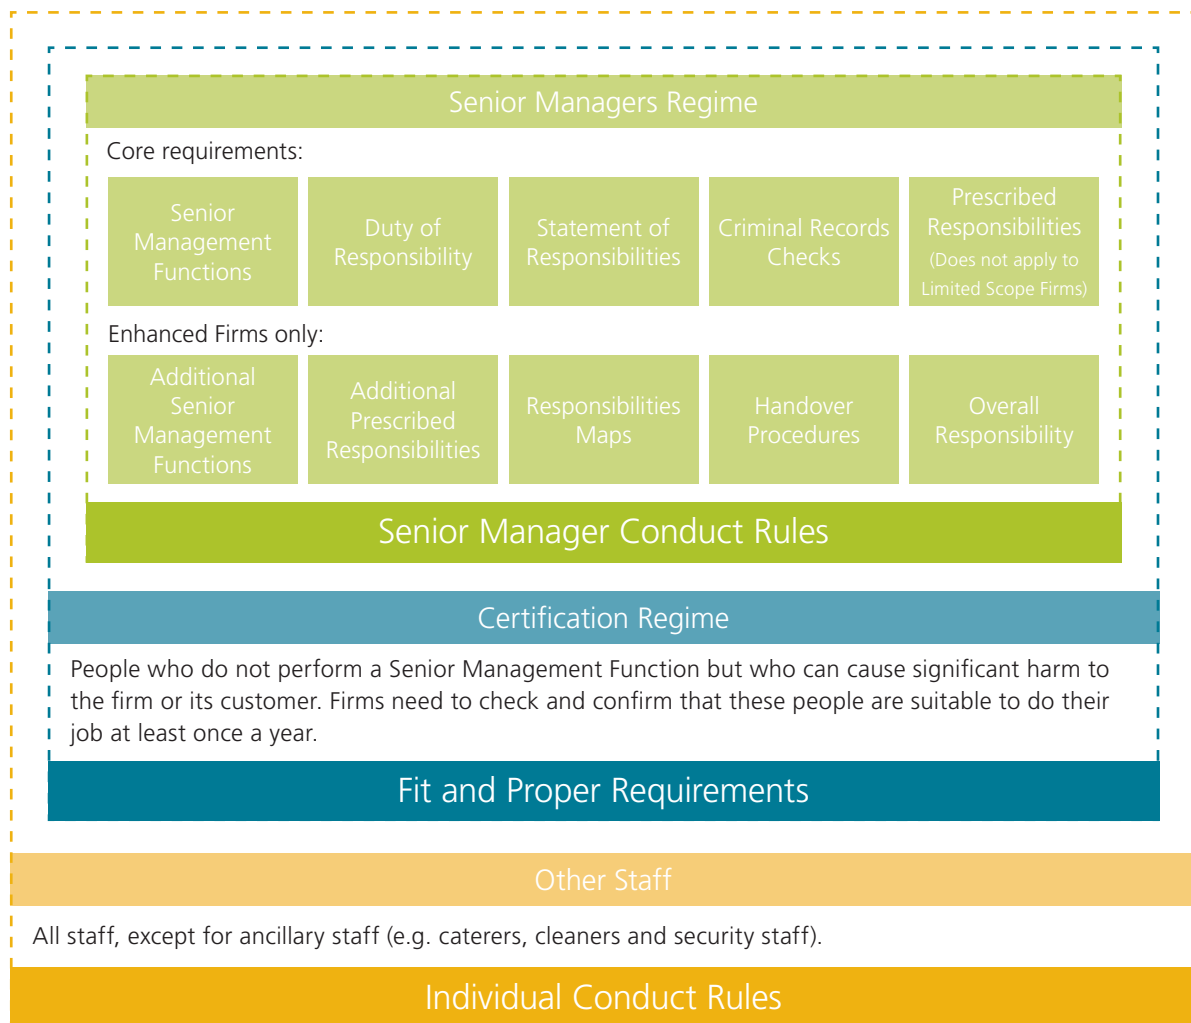 Senior Managers Regime
Core requirements:
Senior
Management
Functions
Duty of
Responsibility
Statement of
Responsibilities
Criminal Records
Checks
Prescribed
Responsibilities
(Does not apply to
Limited Scope Firms)
Enhanced Firms only:
Additional
Senior
Management
Functions
Additional
Prescribed
Responsibilities
Responsibilities
Maps
Handover
Procedures
Overall
Responsibility
Senior Manager Conduct Rules
Certification Regime
People who do not perform a Senior Management Function but who can cause significant harm to
the firm or its customer. Firms need to check and confirm that these people are suitable to do their
job at least once a year.
Fit and Proper Requirements
Other Staff
All staff, except for ancillary staff (e.g. caterers, cleaners and security staff).
Individual Conduct Rules